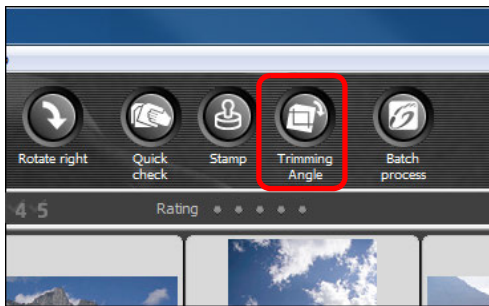 Rotate right
Quick
check
Stamp
Trimming
Angle
Batch
process
4 5
Rating